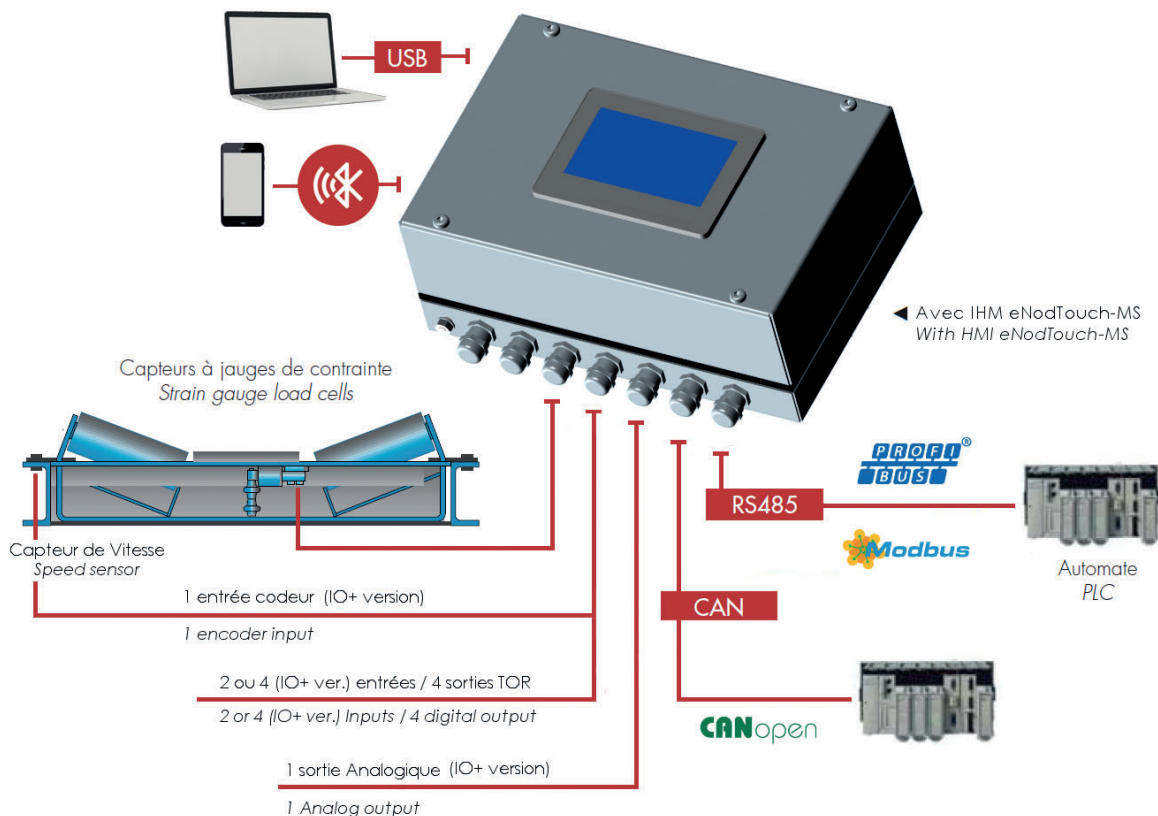 USB
Avec IHM eNodTouch-MS
With HMI eNodTouch-MS
Capteurs à jauges de contrainte
Strain gauge load cells
PROFI®
BUS
RS485
Modbus
Automate
PLC
Capteur de Vitesse
Speed sensor
1 entrée codeur (IO+ version)
1 encoder input
CAN
2 ou 4 (IO+ ver.) entrées / 4 sorties TOR
2 or 4 (IO+ ver.) Inputs / 4 digital output
CANopen
1 sortie Analogique (IO+ version)
1 Analog output